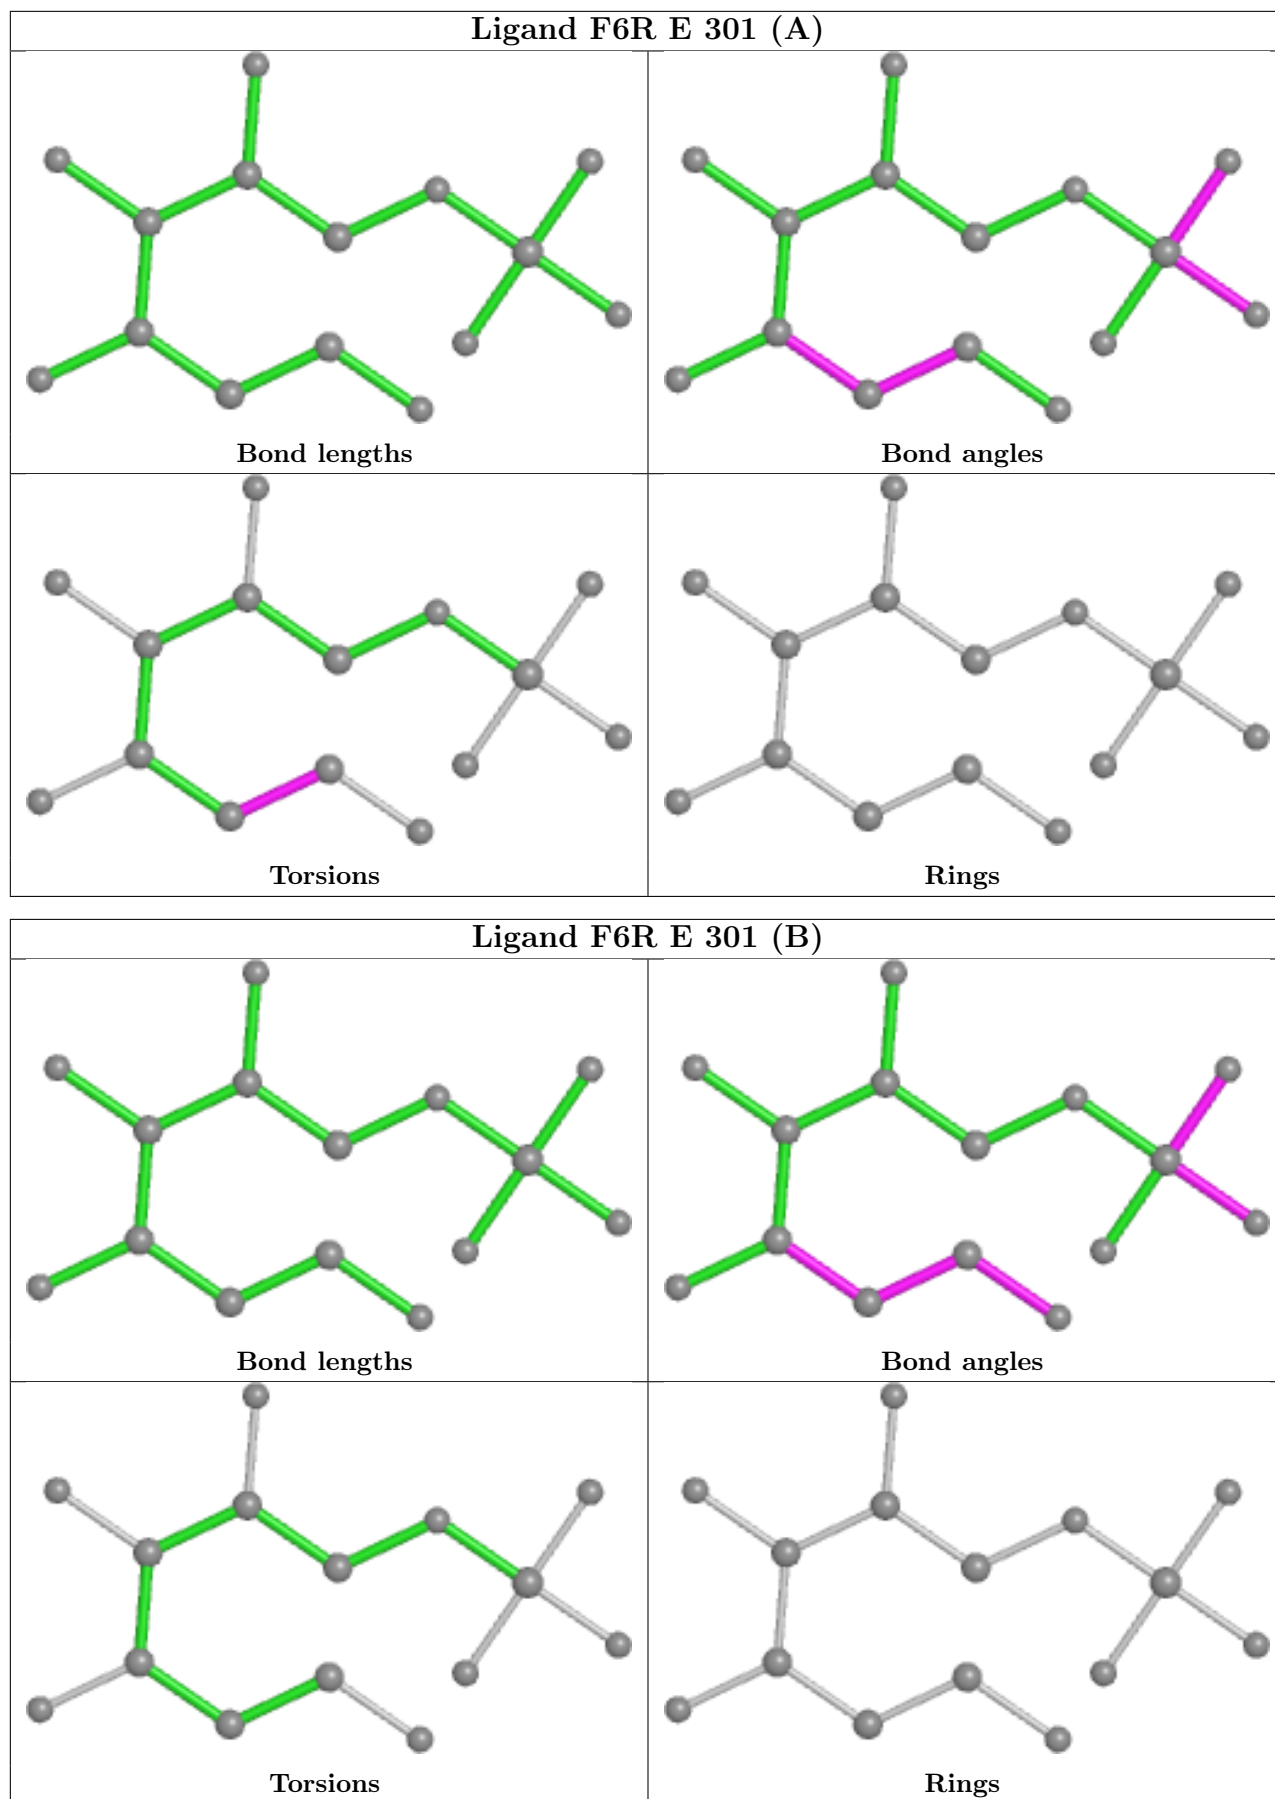 Ligand F6R E 301 (A)
Bond lengths
Bond angles
Torsions
Rings
Ligand F6R E 301 (B)
Bond lengths
Bond angles
Torsions
Rings